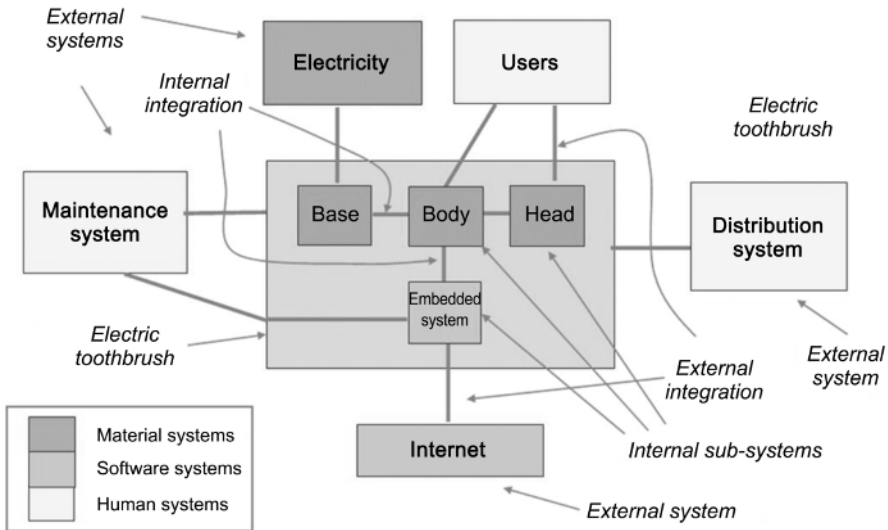 External
systems
Electricity
Users
Internal
integration
Electric
toothbrush
Maintenance
system
Base
Body
Head
Distribution
system
Embedded
system
Electric
toothbrush
External
integration
External
system
Material systems
Software systems
Human systems
Internet
Internal sub-systems
External system